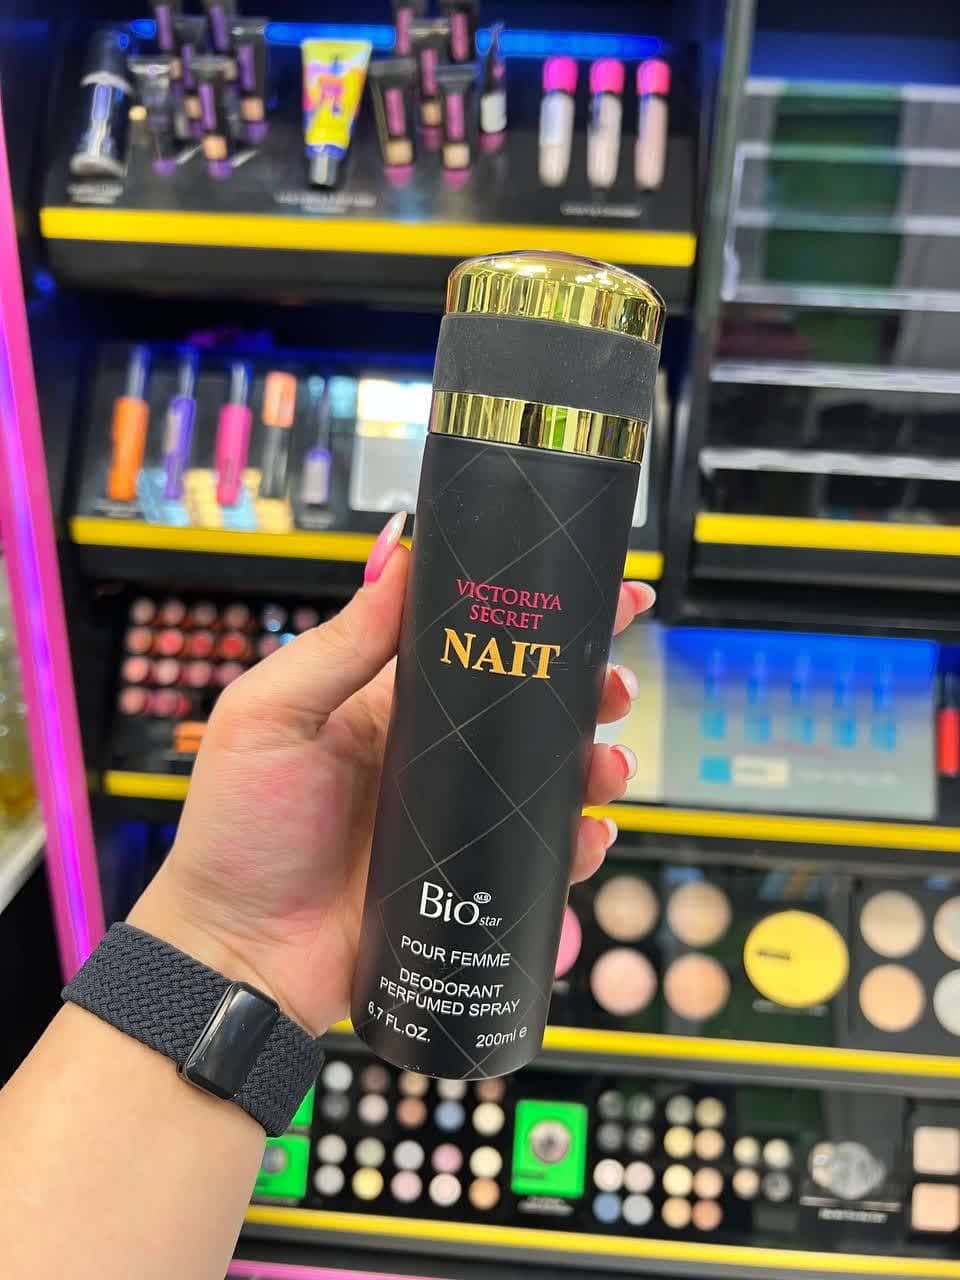 VICTORIYA
SECRET
NAIT
Bio M.B
star
POUR FEMME
DEODORANT
PERFUMED SPRAY
6,7 FL.OZ. 200ml e